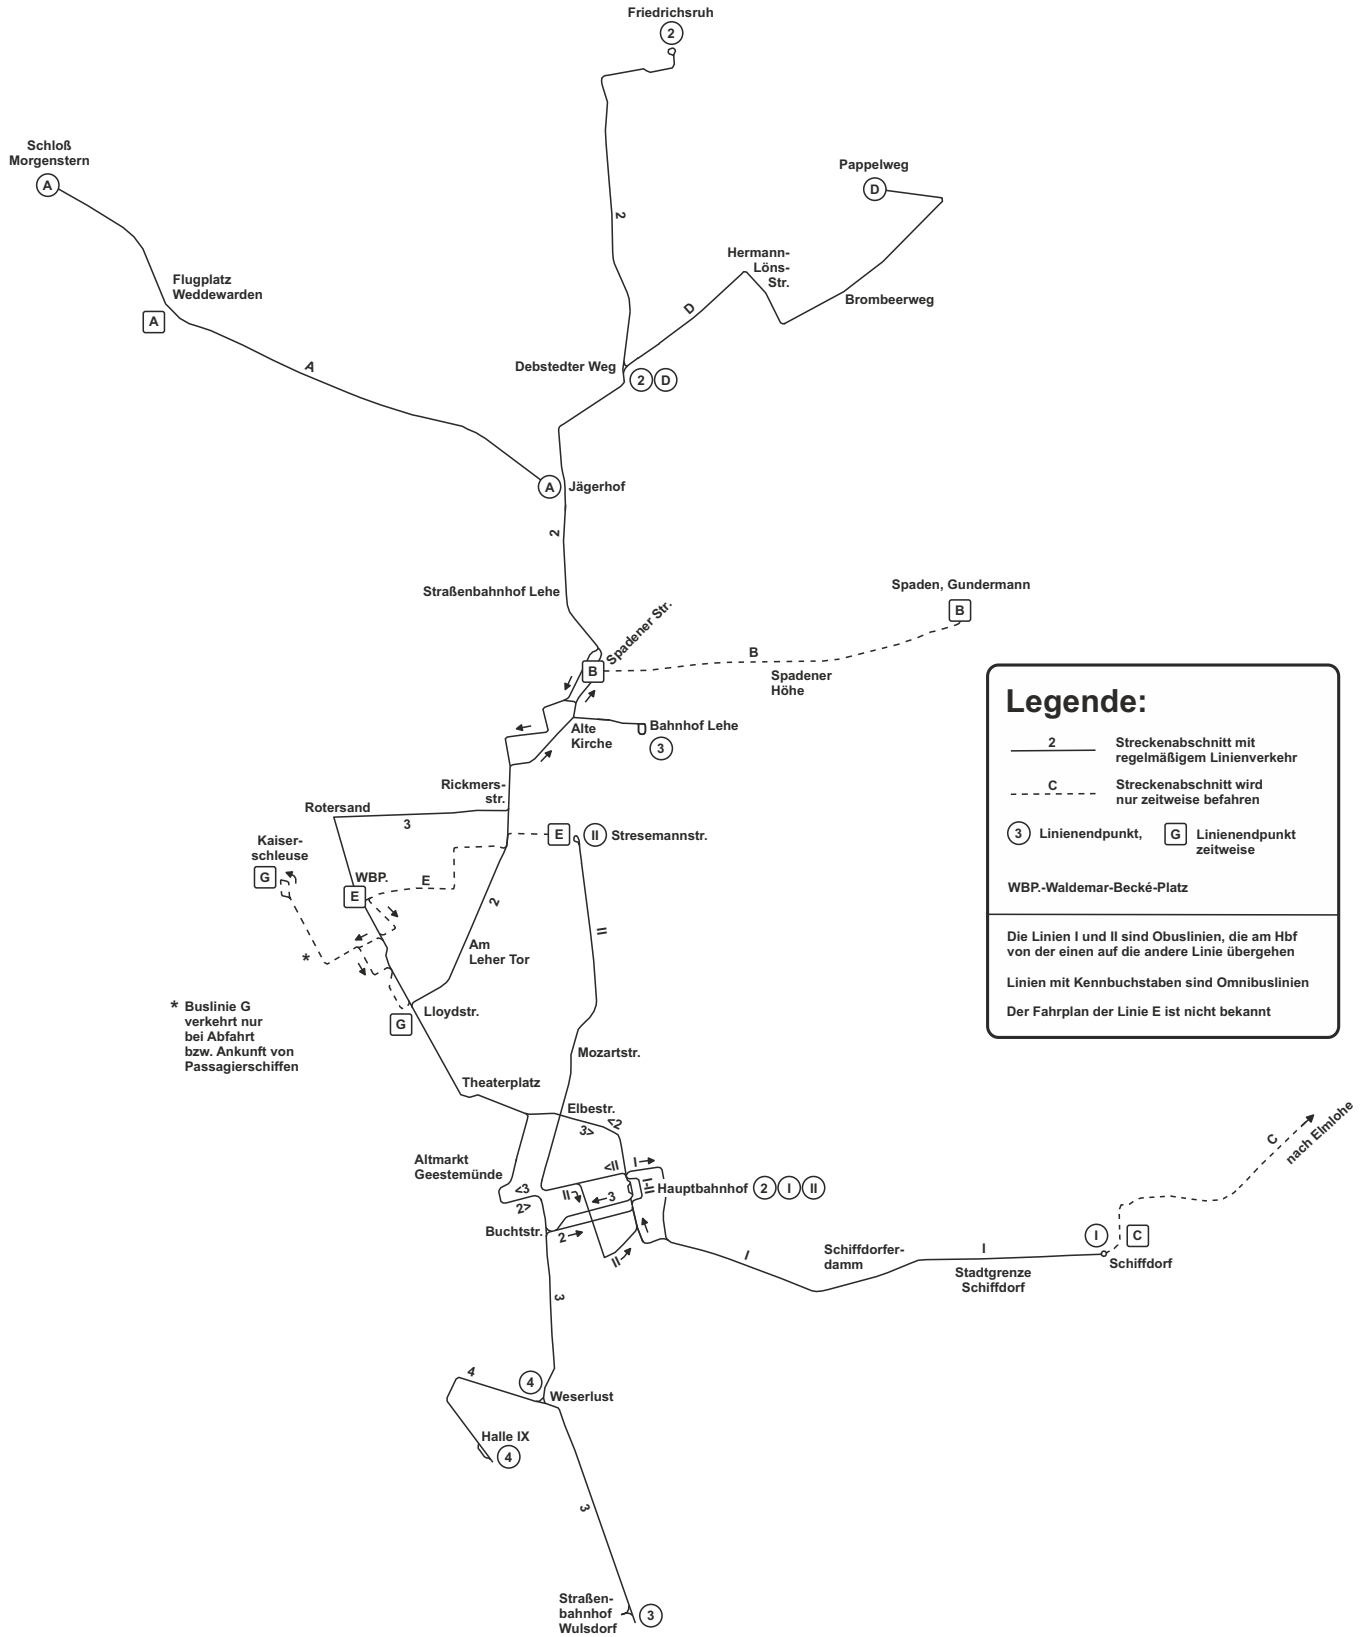 Friedrichsruh
2
Schloß
Morgenstern
A
Pappelweg
D
2
Flugplatz
Weddewarden
A
Hermann-
Löns-
Str.
Brombeerweg
D
A
Debstedter Weg
2 D
A Jägerhof
2
Straßenbahnhof Lehe
Spaden, Gundermann
B
Spadener Str.
B
B
Spadener
Höhe
Alte
Kirche
Bahnhof Lehe
3
Rickmers-
str.
Rotersand
3
Kaiser-
schleuse
G
E II Stresemannstr.
WBP.
E
E
2
II
Am
Leher Tor
*
* Buslinie G
verkehrt nur
bei Abfahrt
bzw. Ankunft von
Passagierschiffen
Lloydstr.
G
Mozartstr.
Theaterplatz
Elbestr.
<2
3>
Altmarkt
Geestemünde
<II
I
I
II
Hauptbahnhof 2 I II
<3
2>
II
3
Buchtstr.
2
II
I
Schiffdorfer-
damm
I
Stadtgrenze
Schiffdorf
I C
Schiffdorf
C
nach Elmlohe
3
4
4
Weserlust
Halle IX
4
3
Straßen-
bahnhof
Wulsdorf
3
Legende:
2 Streckenabschnitt mit
regelmäßigem Linienverkehr
C Streckenabschnitt wird
nur zeitweise befahren
3 Linienendpunkt, G Linienendpunkt
zeitweise
WBP.-Waldemar-Becké-Platz
Die Linien I und II sind Obuslinien, die am Hbf
von der einen auf die andere Linie übergehen
Linien mit Kennbuchstaben sind Omnibuslinien
Der Fahrplan der Linie E ist nicht bekannt